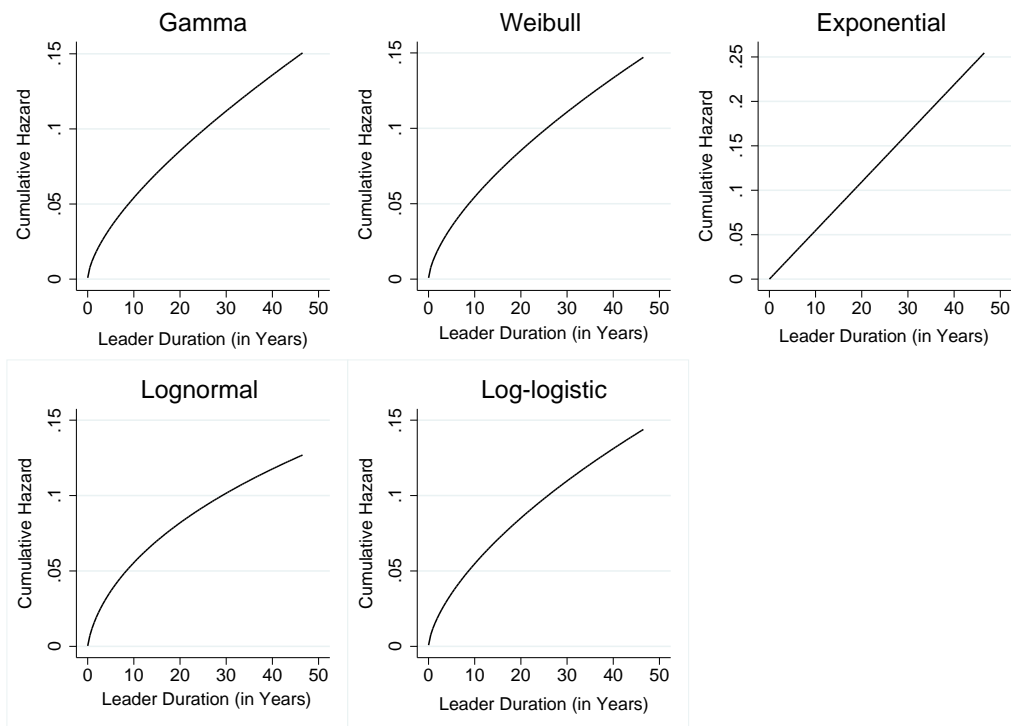 Gamma
Cumulative Hazard
.15
.1
.05
0
0 10 20 30 40 50
Leader Duration (in Years)
Weibull
Cumulative Hazard
.15
.1
.05
0
0 10 20 30 40 50
Leader Duration (in Years)
Exponential
Cumulative Hazard
.25
.2
.15
.1
.05
0
0 10 20 30 40 50
Leader Duration (in Years)
Lognormal
Cumulative Hazard
.15
.1
.05
0
0 10 20 30 40 50
Leader Duration (in Years)
Log-logistic
Cumulative Hazard
.15
.1
.05
0
0 10 20 30 40 50
Leader Duration (in Years)